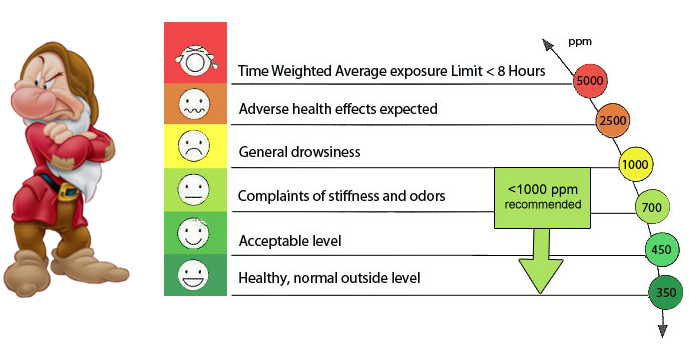 ppm
Time Weighted Average exposure Limit < 8 Hours
5000
Adverse health effects expected
2500
General drowsiness
1000
<1000 ppm
recommended
Complaints of stiffness and odors
700
Acceptable level
450
Healthy, normal outside level
350